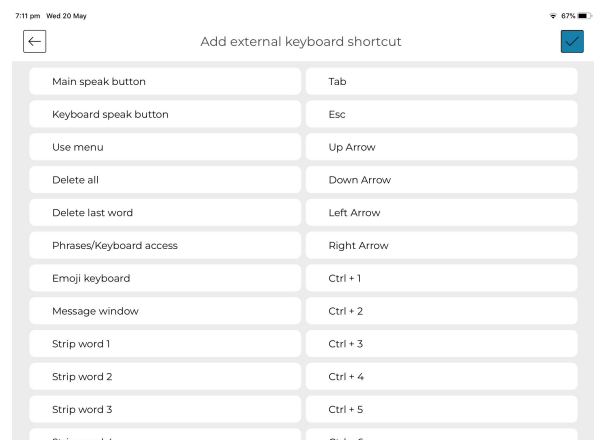 7:11 pm Wed 20 May 67%
Add external keyboard shortcut
Main speak button Tab
Keyboard speak button Esc
Use menu Up Arrow
Delete all Down Arrow
Delete last word Left Arrow
Phrases/Keyboard access Right Arrow
Emoji keyboard Ctrl + 1
Message window Ctrl + 2
Strip word 1 Ctrl + 3
Strip word 2 Ctrl + 4
Strip word 3 Ctrl + 5